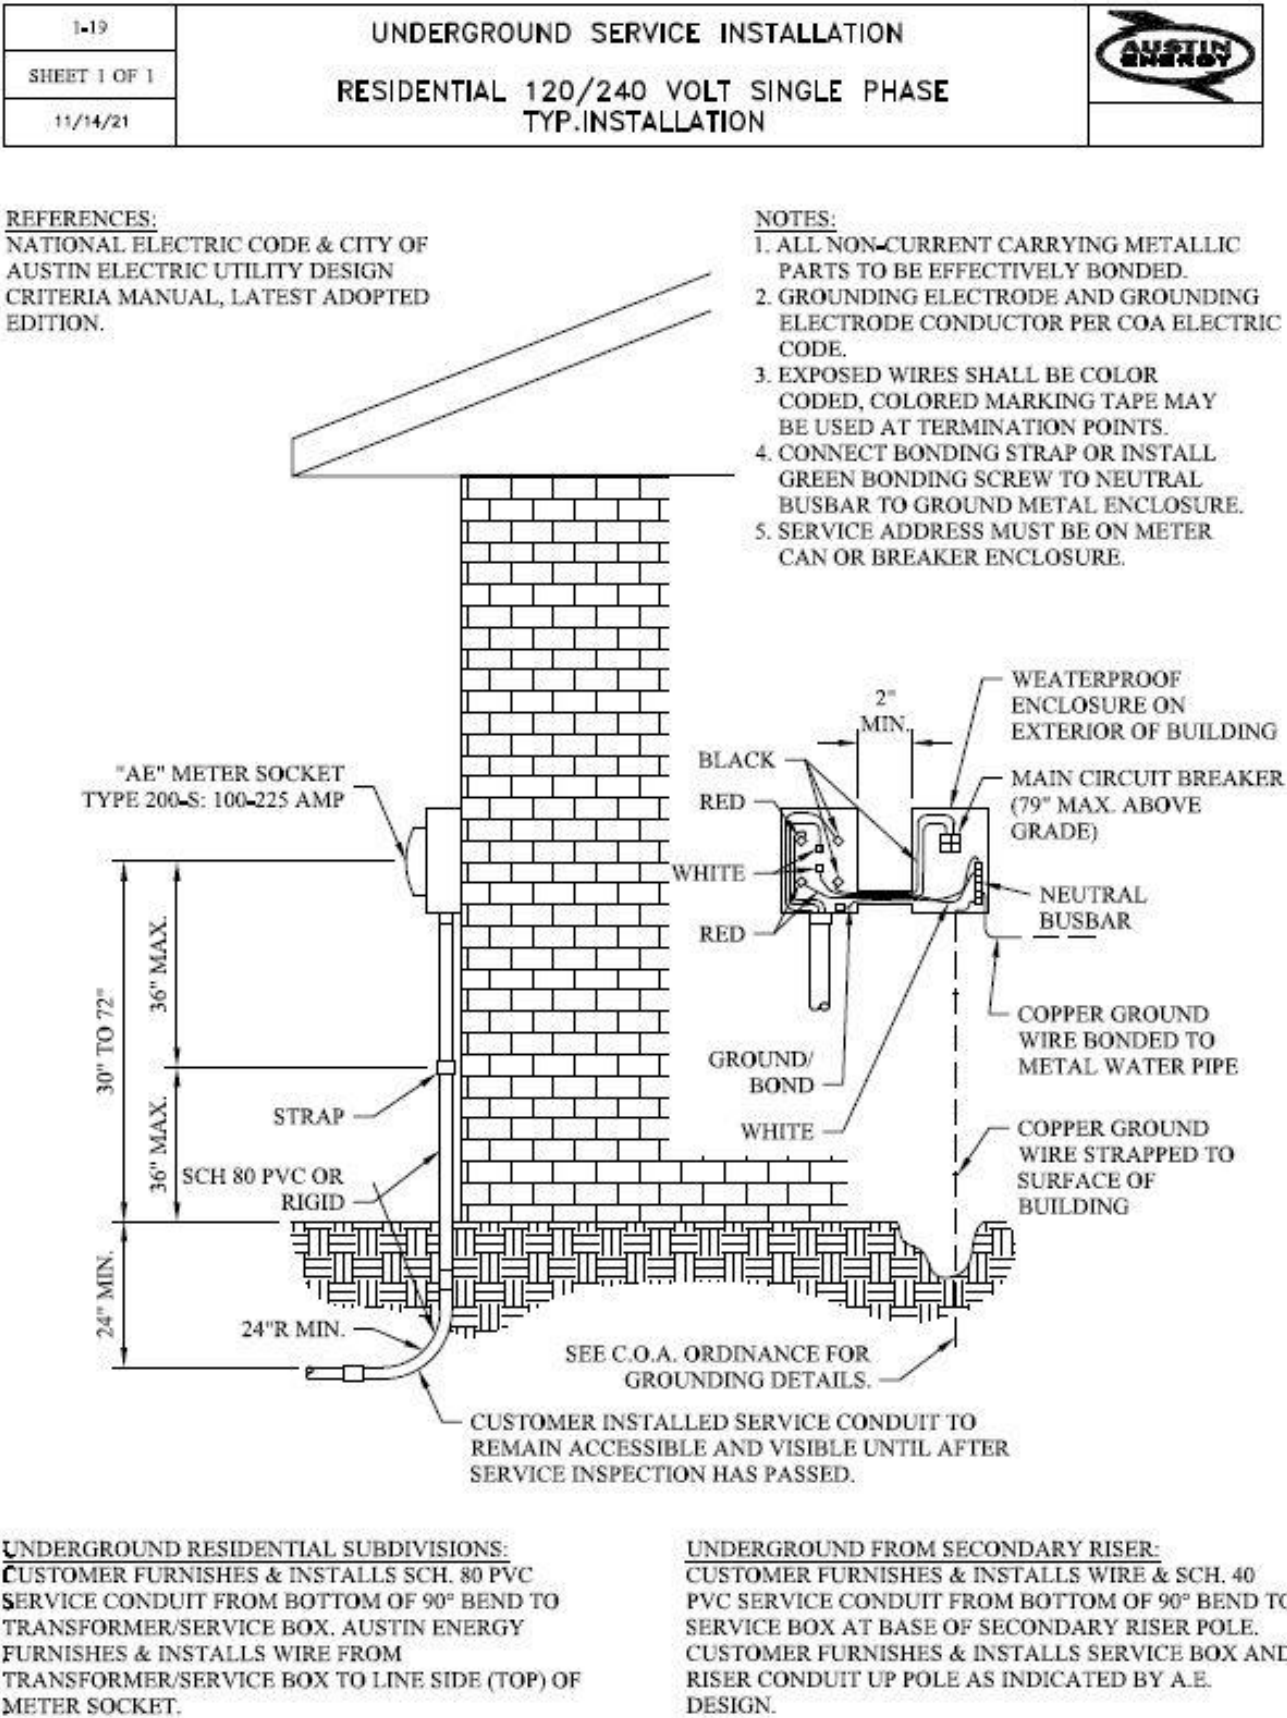 1-19
SHEET 1 OF 1
11/14/21
UNDERGROUND SERVICE INSTALLATION
RESIDENTIAL 120/240 VOLT SINGLE PHASE
TYP.INSTALLATION
AUSTIN
ENERGY
REFERENCES:
NATIONAL ELECTRIC CODE & CITY OF
AUSTIN ELECTRIC UTILITY DESIGN
CRITERIA MANUAL, LATEST ADOPTED
EDITION.
NOTES:
1. ALL NON-CURRENT CARRYING METALLIC
PARTS TO BE EFFECTIVELY BONDED.
2. GROUNDING ELECTRODE AND GROUNDING
ELECTRODE CONDUCTOR PER COA ELECTRIC
CODE.
3. EXPOSED WIRES SHALL BE COLOR
CODED, COLORED MARKING TAPE MAY
BE USED AT TERMINATION POINTS.
4. CONNECT BONDING STRAP OR INSTALL
GREEN BONDING SCREW TO NEUTRAL
BUSBAR TO GROUND METAL ENCLOSURE.
5. SERVICE ADDRESS MUST BE ON METER
CAN OR BREAKER ENCLOSURE.
"AE" METER SOCKET
TYPE 200-S: 100-225 AMP
36" MAX.
30" TO 72"
36" MAX.
24" MIN.
STRAP
SCH 80 PVC OR
RIGID
24"R MIN.
2"
MIN.
BLACK
RED
WHITE
RED
GROUND/
BOND
WHITE
WEATERPROOF
ENCLOSURE ON
EXTERIOR OF BUILDING
MAIN CIRCUIT BREAKER
(79" MAX. ABOVE
GRADE)
NEUTRAL
BUSBAR
COPPER GROUND
WIRE BONDED TO
METAL WATER PIPE
COPPER GROUND
WIRE STRAPPED TO
SURFACE OF
BUILDING
SEE C.O.A. ORDINANCE FOR
GROUNDING DETAILS.
CUSTOMER INSTALLED SERVICE CONDUIT TO
REMAIN ACCESSIBLE AND VISIBLE UNTIL AFTER
SERVICE INSPECTION HAS PASSED.
UNDERGROUND RESIDENTIAL SUBDIVISIONS:
CUSTOMER FURNISHES & INSTALLS SCH. 80 PVC
SERVICE CONDUIT FROM BOTTOM OF 90° BEND TO
TRANSFORMER/SERVICE BOX. AUSTIN ENERGY
FURNISHES & INSTALLS WIRE FROM
TRANSFORMER/SERVICE BOX TO LINE SIDE (TOP) OF
METER SOCKET.
UNDERGROUND FROM SECONDARY RISER:
CUSTOMER FURNISHES & INSTALLS WIRE & SCH. 40
PVC SERVICE CONDUIT FROM BOTTOM OF 90° BEND TO
SERVICE BOX AT BASE OF SECONDARY RISER POLE.
CUSTOMER FURNISHES & INSTALLS SERVICE BOX AND
RISER CONDUIT UP POLE AS INDICATED BY A.E.
DESIGN.